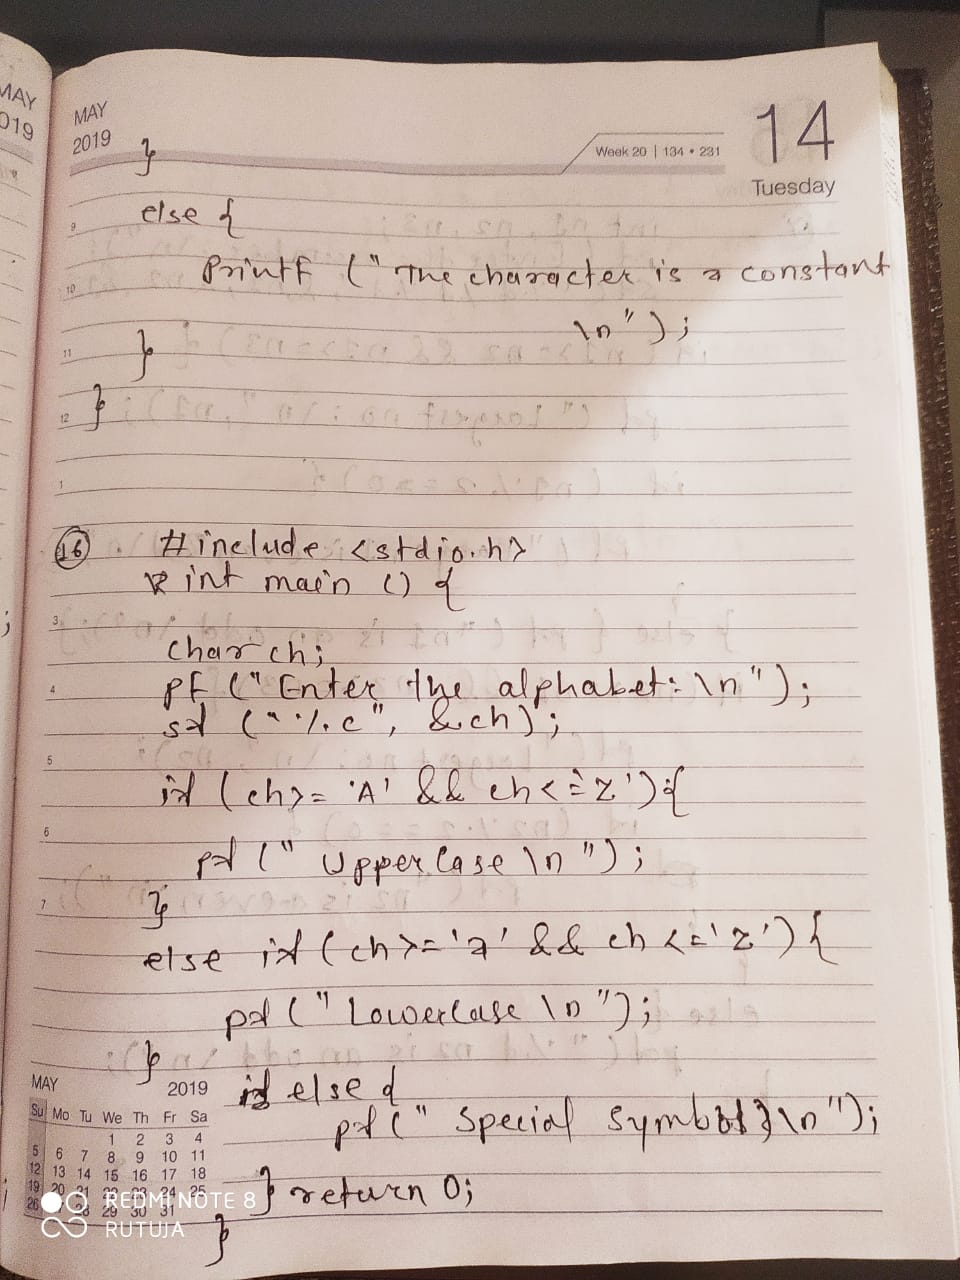 MAY
019
MAY
2019
Week 20 | 134 • 231
14
Tuesday
}
else {
printf (" The character is a constant
\n");
}
}
16
#include <stdio.h>
int main () {
char ch;
pf (" Enter the alphabet: \n");
sf ("%c", &ch);
if (ch>= 'A' && ch<='Z'){
pf (" Uppercase \n ");
}
else if (ch>='a' && ch <='z'){
pf (" Lowercase \n ");
}
else {
pf (" Special Symbol \n");
} return 0;
}
9
10
11
12
1
3
4
5
6
7
MAY 2019
Su Mo Tu We Th Fr Sa
1 2 3 4
5 6 7 8 9 10 11
12 13 14 15 16 17 18
19 20 21 22 23 24 25
26 28 29 30 31
REDMI NOTE 8
RUTUJA